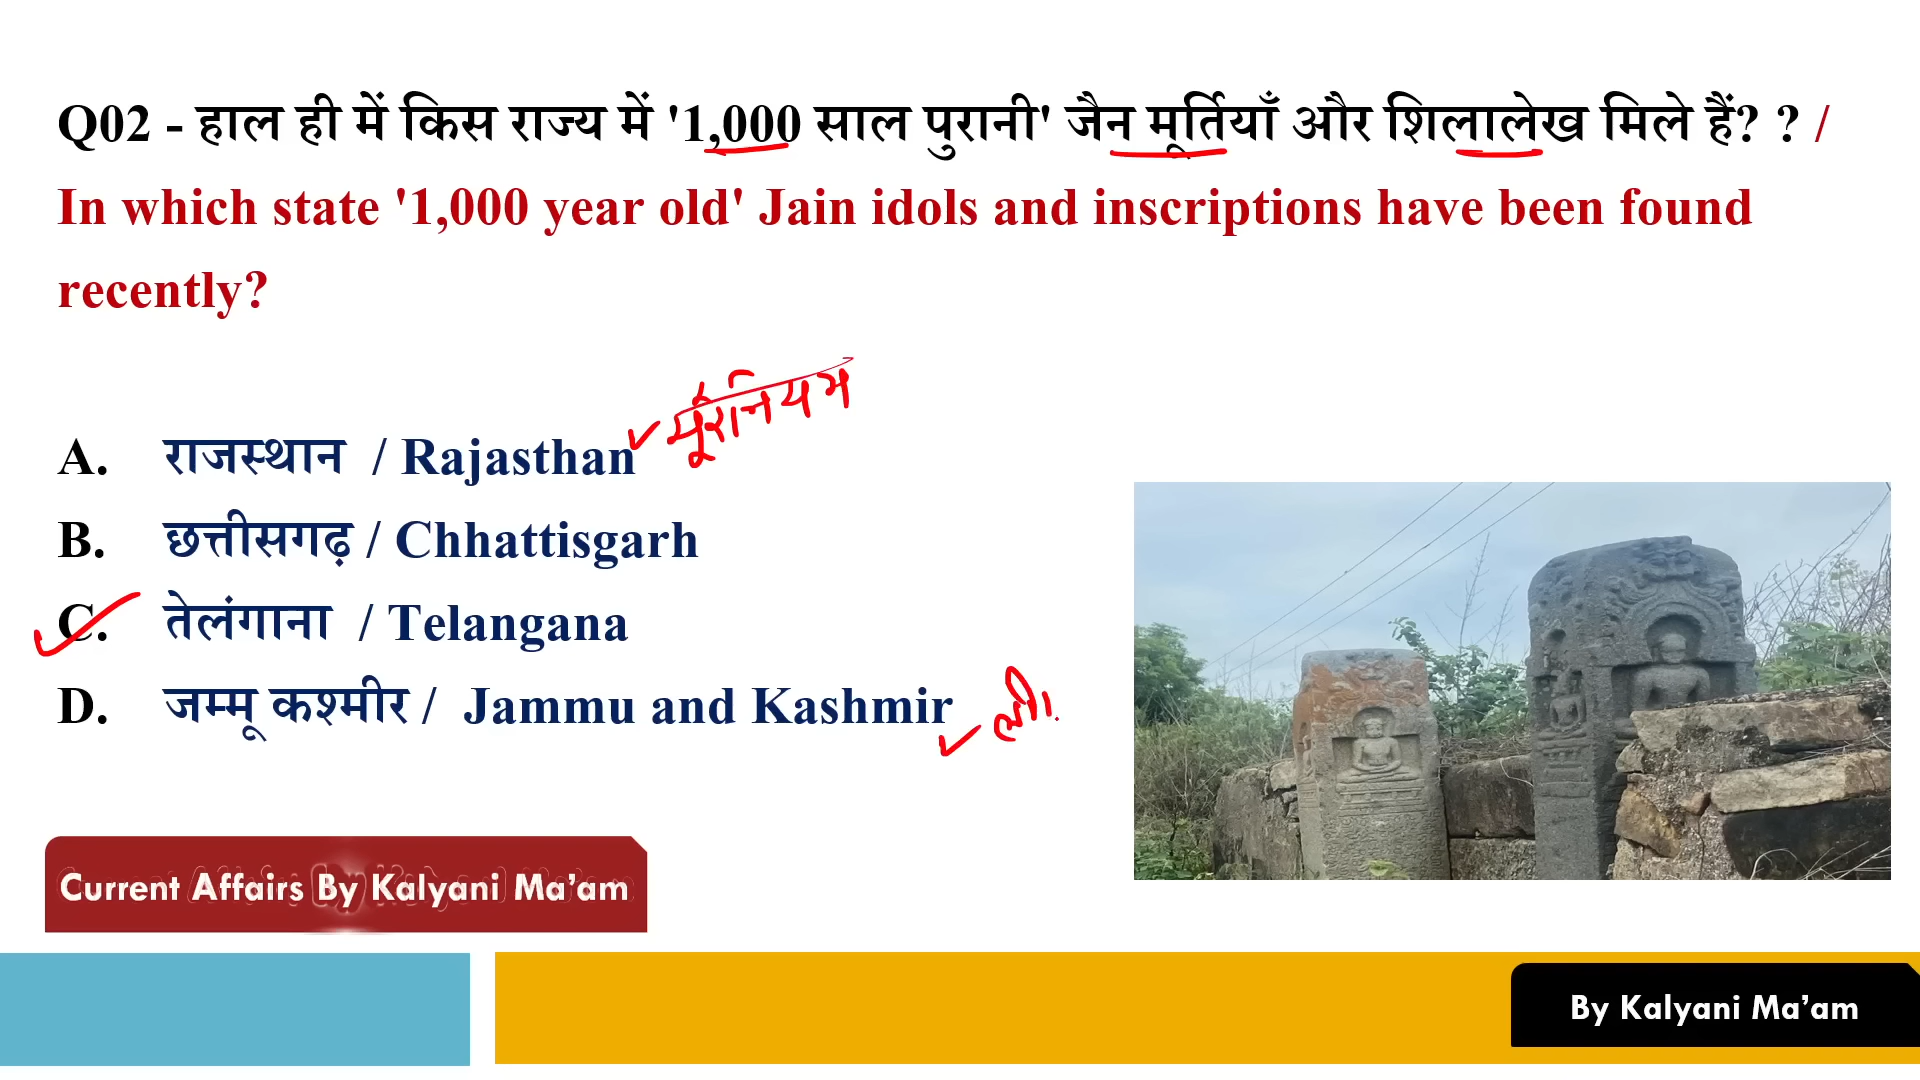 Q02 - हाल ही में किस राज्य में '1,000 साल पुरानी' जैन मूर्तियाँ और शिलालेख मिले हैं? ? /
In which state '1,000 year old' Jain idols and inscriptions have been found
recently?
A. राजस्थान / Rajasthan
B. छत्तीसगढ़ / Chhattisgarh
C. तेलंगाना / Telangana
D. जम्मू कश्मीर / Jammu and Kashmir
Current Affairs By Kalyani Ma'am
By Kalyani Ma'am